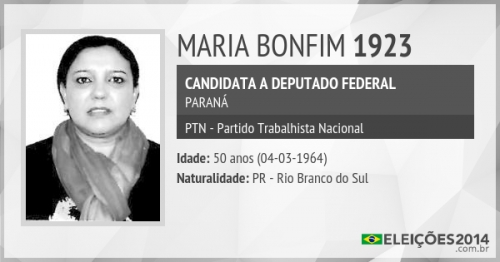 MARIA BONFIM 1923
CANDIDATA A DEPUTADO FEDERAL
PARANÁ
PTN - Partido Trabalhista Nacional
Idade: 50 anos (04-03-1964)
Naturalidade: PR - Rio Branco do Sul
ELEIÇÕES2014
.com.br